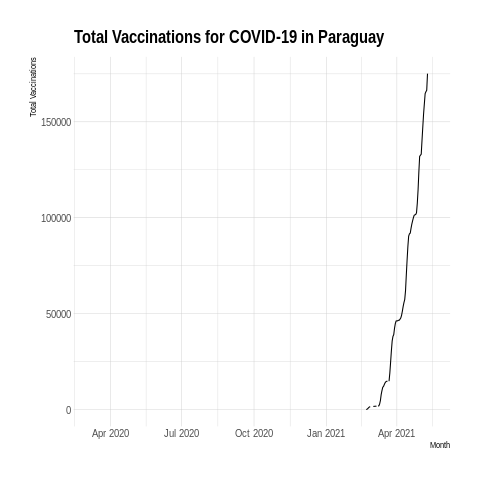 Total Vaccinations for COVID-19 in Paraguay
Total Vaccinations
150000
100000
50000
0
Apr 2020 Jul 2020 Oct 2020 Jan 2021 Apr 2021
Month